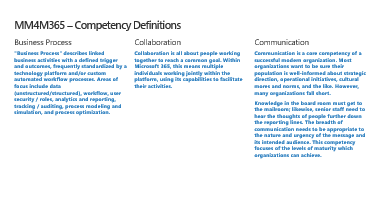 MM4M365 – Competency Definitions
Business Process
"Business Process" describes linked
business activities with a defined trigger
and outcomes, frequently standardized by a
technology platform and/or custom
automated workflow processes. Areas of
focus include data
(unstructured/structured), workflow, user
security / roles, analytics and reporting,
tracking / auditing, process modeling and
simulation, and process optimization.
Collaboration
Collaboration is all about people working
together to reach a common goal. Within
Microsoft 365, this means multiple
individuals working jointly within the
platform, using its capabilities to facilitate
their activities.
Communication
Communication is a core competency of a
successful modern organization. Most
organizations want to be sure their
population is well-informed about strategic
direction, operational initiatives, cultural
mores and norms, and the like. However,
many organizations fall short.
Knowledge in the board room must get to
the mailroom; likewise, senior staff need to
hear the thoughts of people further down
the reporting lines. The breadth of
communication needs to be appropriate to
the nature and urgency of the message and
its intended audience. This competency
focuses of the levels of maturity which
organizations can achieve.